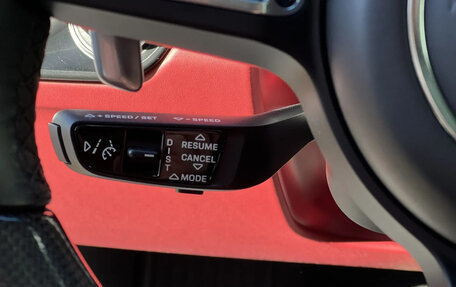 △ + SPEED / SET ▽ - SPEED
DIST
RESUME
CANCEL
MODE